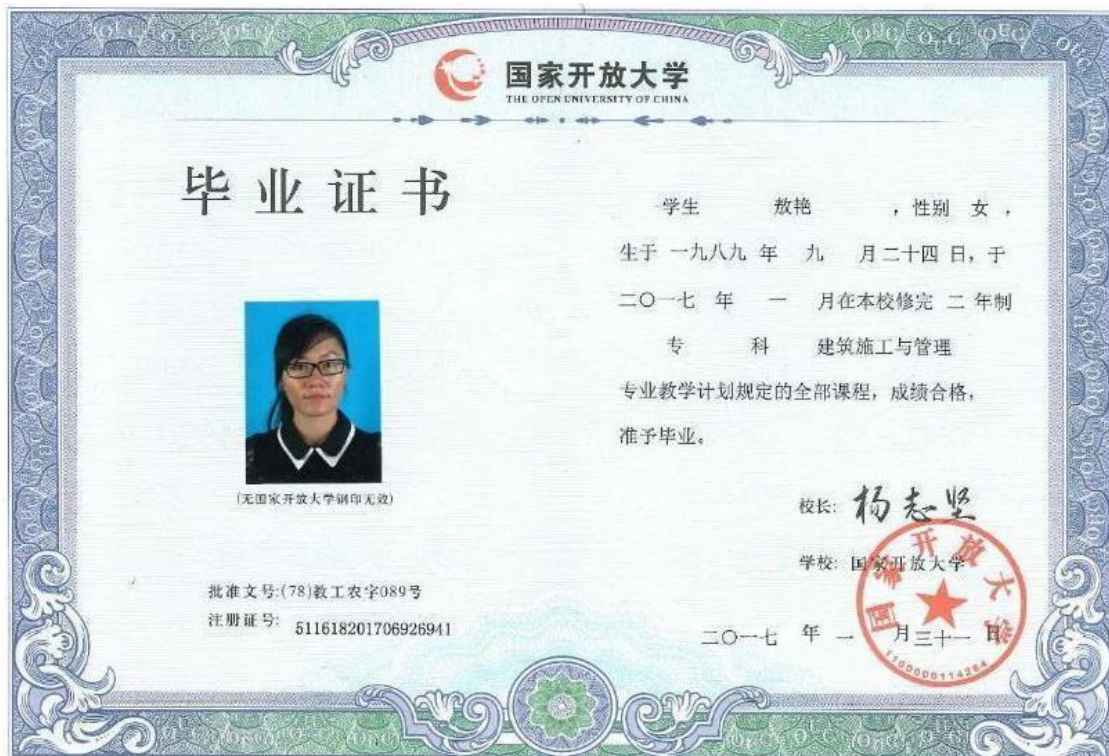 国家开放大学
THE OPEN UNIVERSITY OF CHINA
毕业证书
学生 敖艳 ，性别 女，
生于 一九八九 年 九 月二十四 日，于
二〇一七 年 一 月在本校修完 二 年制
专 科 建筑施工与管理
专业教学计划规定的全部课程，成绩合格，
准予毕业。
(无国家开放大学钢印无效)
校长: 杨志坚
学校: 国家开放大学
批准文号:(78)教工农字089号
注册证号: 511618201706926941
二〇一七 年 一 月三十一 日
国家开放大学
1100000114264